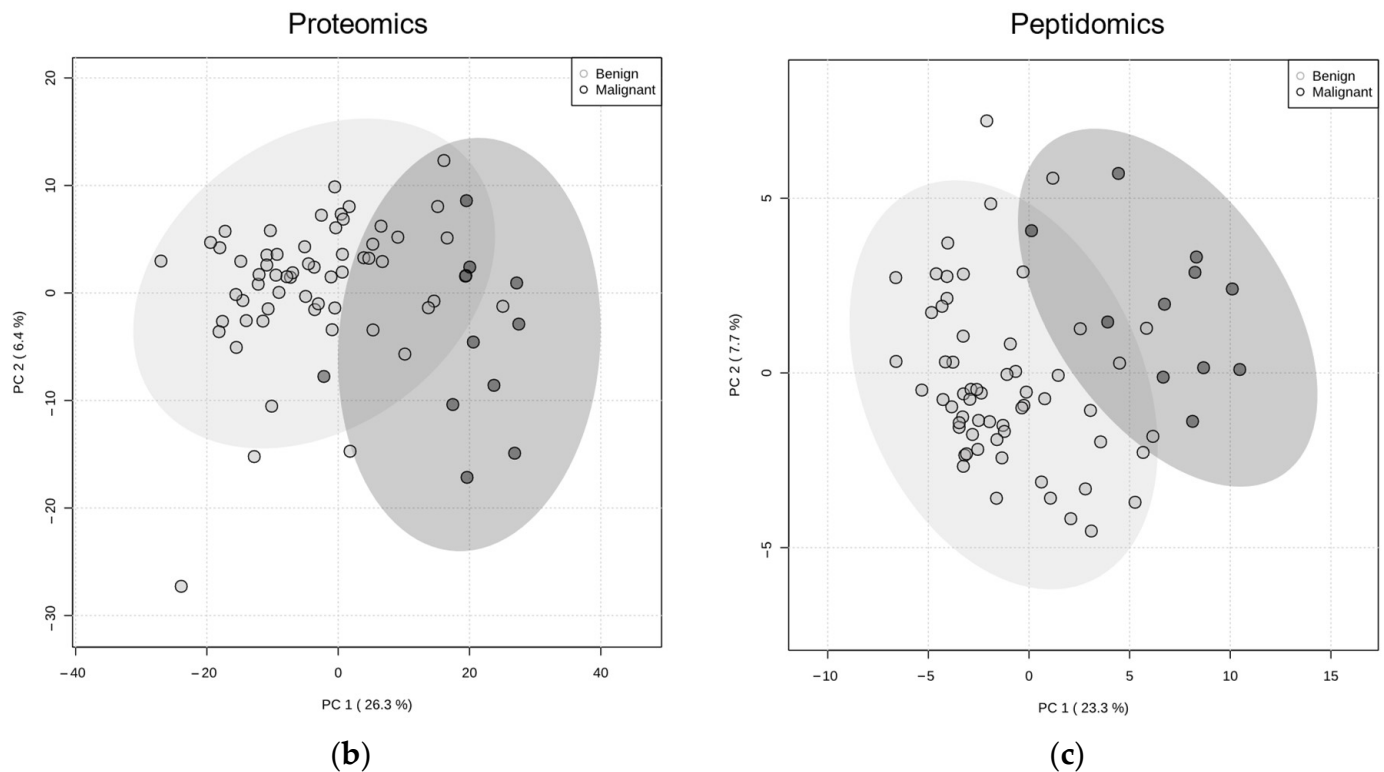 Proteomics
Benign
Malignant
20
10
0
−10
−20
−30
PC 2 ( 6.4 %)
−40
−20
0
20
40
PC 1 ( 26.3 %)
(b)
Peptidomics
Benign
Malignant
5
0
−5
PC 2 ( 7.7 %)
−10
−5
0
5
10
15
PC 1 ( 23.3 %)
(c)